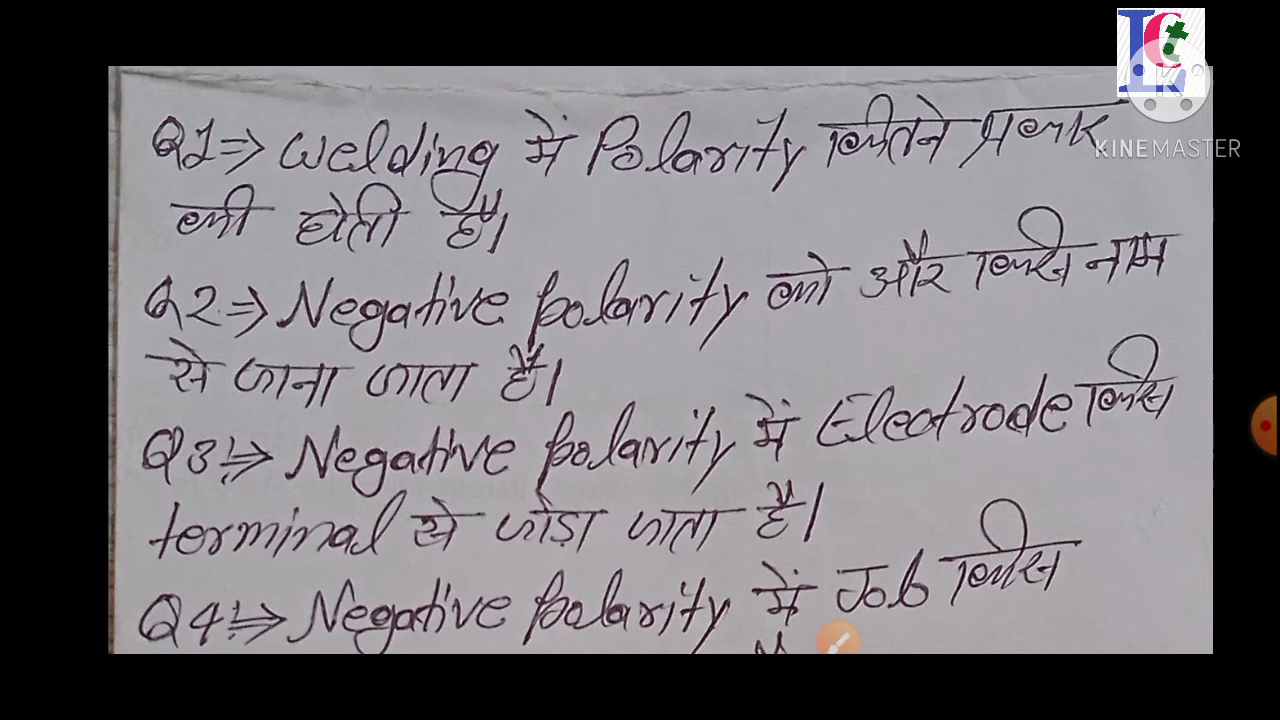 LCt
KINEMASTER
Q1⇒ Welding में Polarity कितने प्रकार
की होती है।
Q2⇒ Negative polarity को और किस नाम
से जाना जाता है।
Q3⇒ Negative polarity में Electrode किस
terminal से जोड़ा जाता है।
Q4⇒ Negative polarity में Job किस